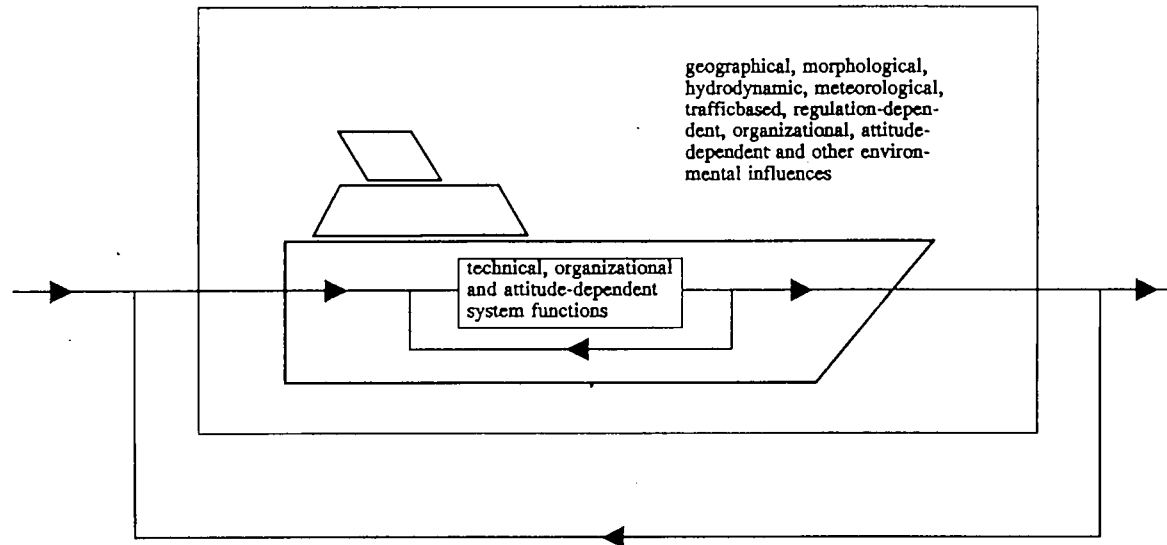 geographical, morphological,
hydrodynamic, meteorological,
trafficbased, regulation-depen-
dent, organizational, attitude-
dependent and other environ-
mental influences
technical, organizational
and attitude-dependent
system functions